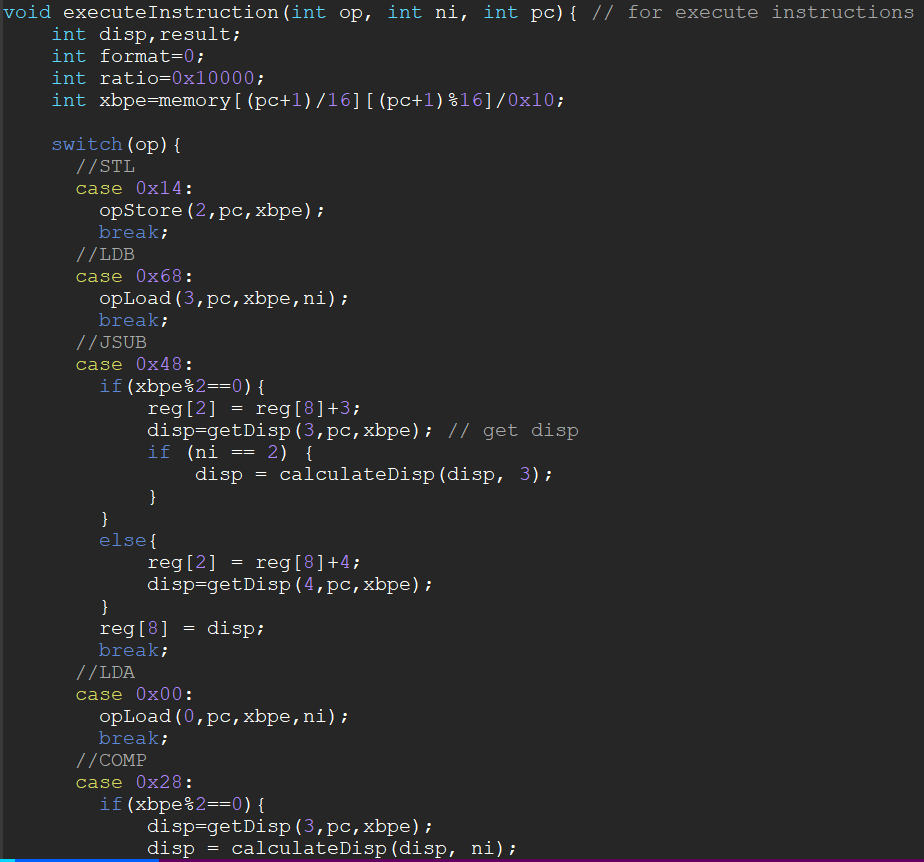 void executeInstruction(int op, int ni, int pc){ // for execute instructions
    int disp,result;
    int format=0;
    int ratio=0x10000;
    int xbpe=memory[(pc+1)/16][(pc+1)%16]/0x10;

    switch(op){
      //STL
      case 0x14:
        opStore(2,pc,xbpe);
        break;
      //LDB
      case 0x68:
        opLoad(3,pc,xbpe,ni);
        break;
      //JSUB
      case 0x48:
        if(xbpe%2==0){
            reg[2] = reg[8]+3;
            disp=getDisp(3,pc,xbpe); // get disp
            if (ni == 2) {
                disp = calculateDisp(disp, 3);
            }
        }
        else{
            reg[2] = reg[8]+4;
            disp=getDisp(4,pc,xbpe);
        }
        reg[8] = disp;
        break;
      //LDA
      case 0x00:
        opLoad(0,pc,xbpe,ni);
        break;
      //COMP
      case 0x28:
        if(xbpe%2==0){
            disp=getDisp(3,pc,xbpe);
            disp = calculateDisp(disp, ni);